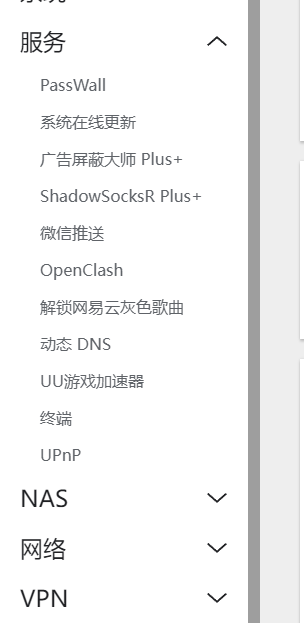 服务
PassWall
系统在线更新
广告屏蔽大师 Plus+
ShadowSocksR Plus+
微信推送
OpenClash
解锁网易云灰色歌曲
动态 DNS
UU游戏加速器
终端
UPnP
NAS
网络
VPN